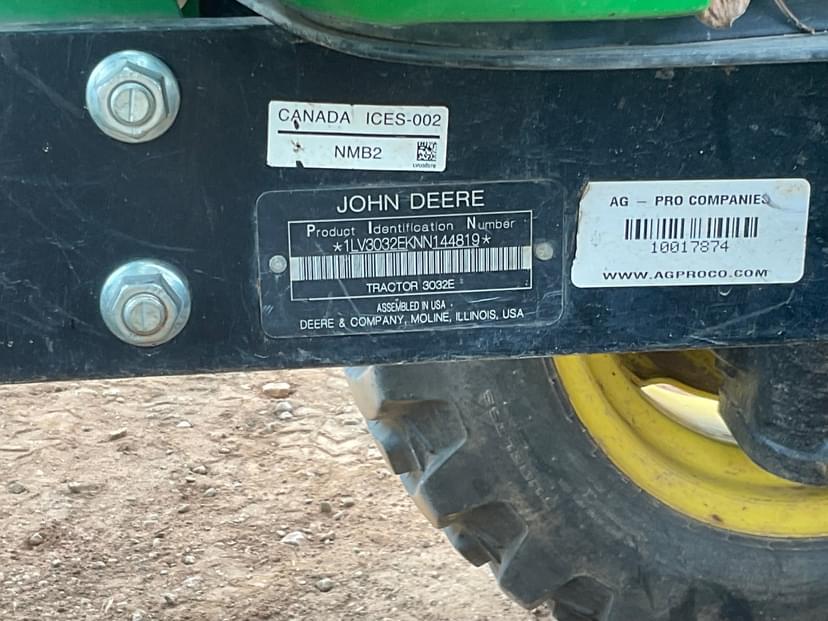 CANADA ICES-002
NMB2
JOHN DEERE
Product Identification Number
*1LV3032EKNN144819*
TRACTOR 3032E
ASSEMBLED IN USA
DEERE & COMPANY, MOLINE, ILLINOIS, USA
AG - PRO COMPANIES
10017874
WWW.AGPROCO.COM